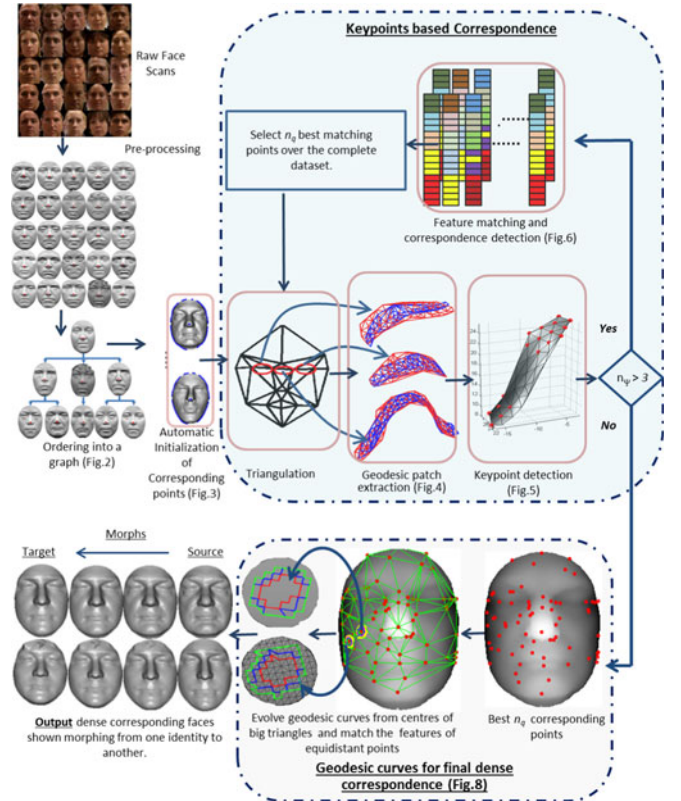 Raw Face
Scans
Pre-processing
Ordering into a
graph (Fig.2)
Automatic
Initialization
of
Corresponding
points (Fig.3)
Keypoints based Correspondence
Select n_q best matching
points over the complete
dataset.
Feature matching and
correspondence detection (Fig.6)
Triangulation
Geodesic patch
extraction (Fig.4)
Keypoint detection
(Fig.5)
Yes
n_Ψ > 3
No
Best n_q corresponding
points
Evolve geodesic curves from centres of
big triangles and match the features of
equidistant points
Geodesic curves for final dense
correspondence (Fig.8)
Morphs
Target
Source
Output dense corresponding faces
shown morphing from one identity to
another.